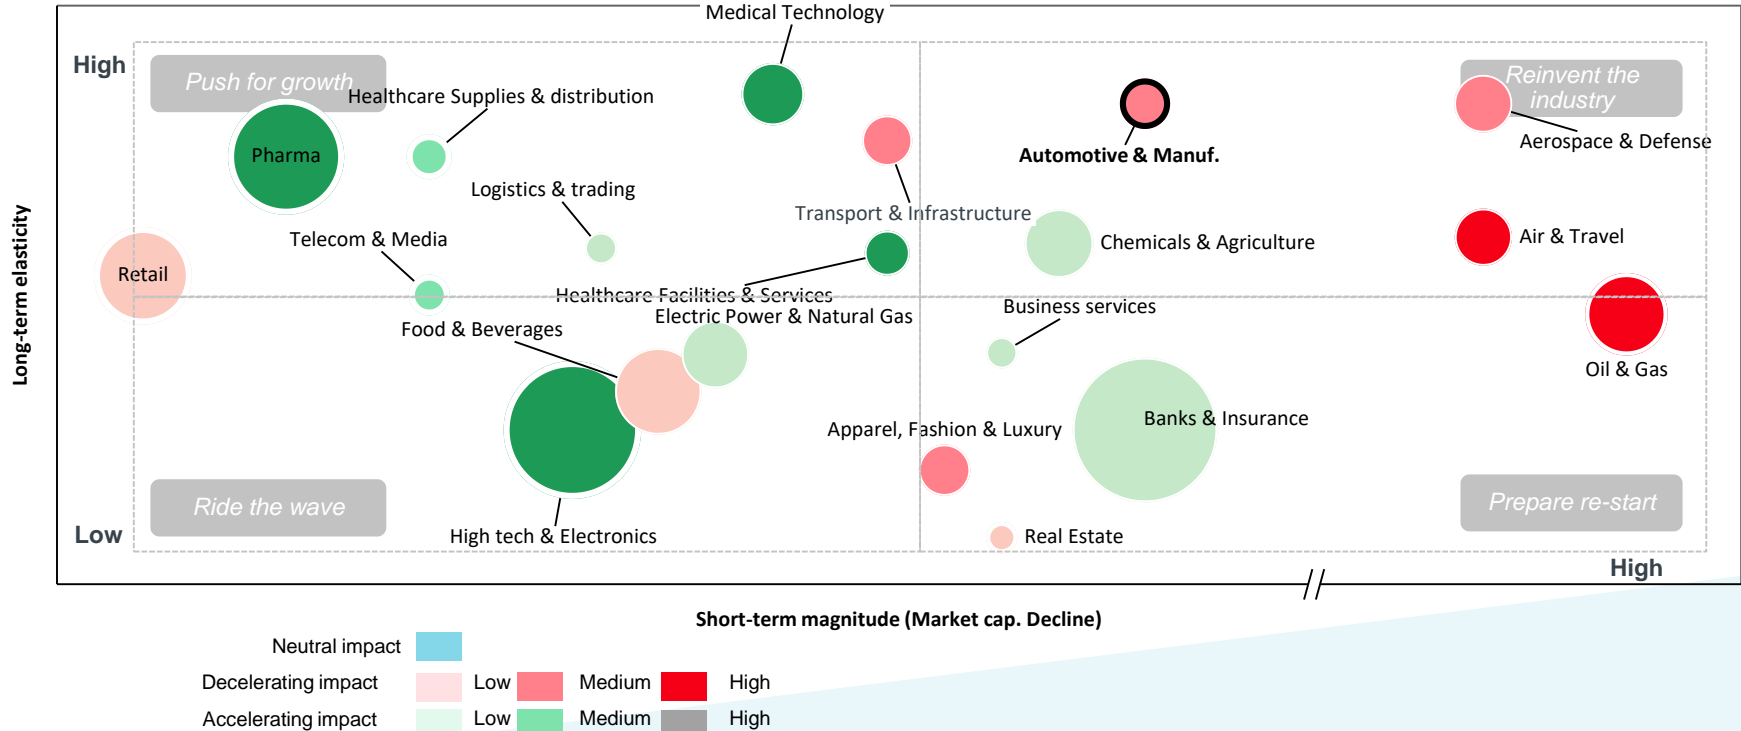 Medical Technology
High
Push for growth
Reinvent the
industry
Healthcare Supplies & distribution
Pharma
Automotive & Manuf.
Aerospace & Defense
Logistics & trading
Transport & Infrastructure
Telecom & Media
Chemicals & Agriculture
Air & Travel
Retail
Long-term elasticity
Healthcare Facilities & Services
Business services
Electric Power & Natural Gas
Food & Beverages
Oil & Gas
Banks & Insurance
Apparel, Fashion & Luxury
Ride the wave
Prepare re-start
Low
High tech & Electronics
Real Estate
High
Short-term magnitude (Market cap. Decline)
Neutral impact
Decelerating impact Low Medium High
Accelerating impact Low Medium High